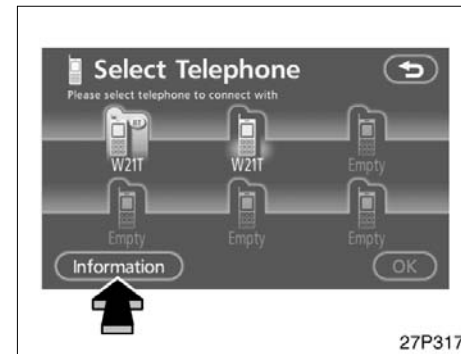 Select Telephone
Please select telephone to connect with
BT
W21T W21T Empty
Empty Empty Empty
Information OK
27P317